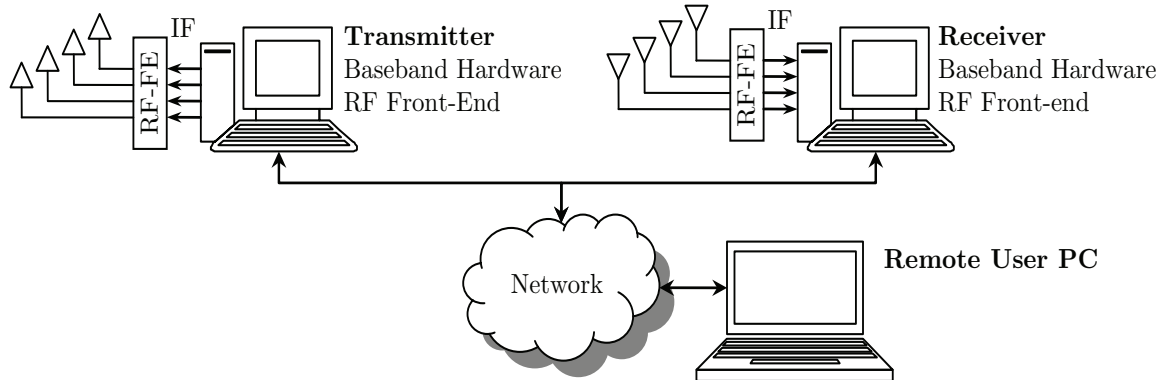 IF
RF-FE
Transmitter
Baseband Hardware
RF Front-End
IF
RF-FE
Receiver
Baseband Hardware
RF Front-end
Network
Remote User PC